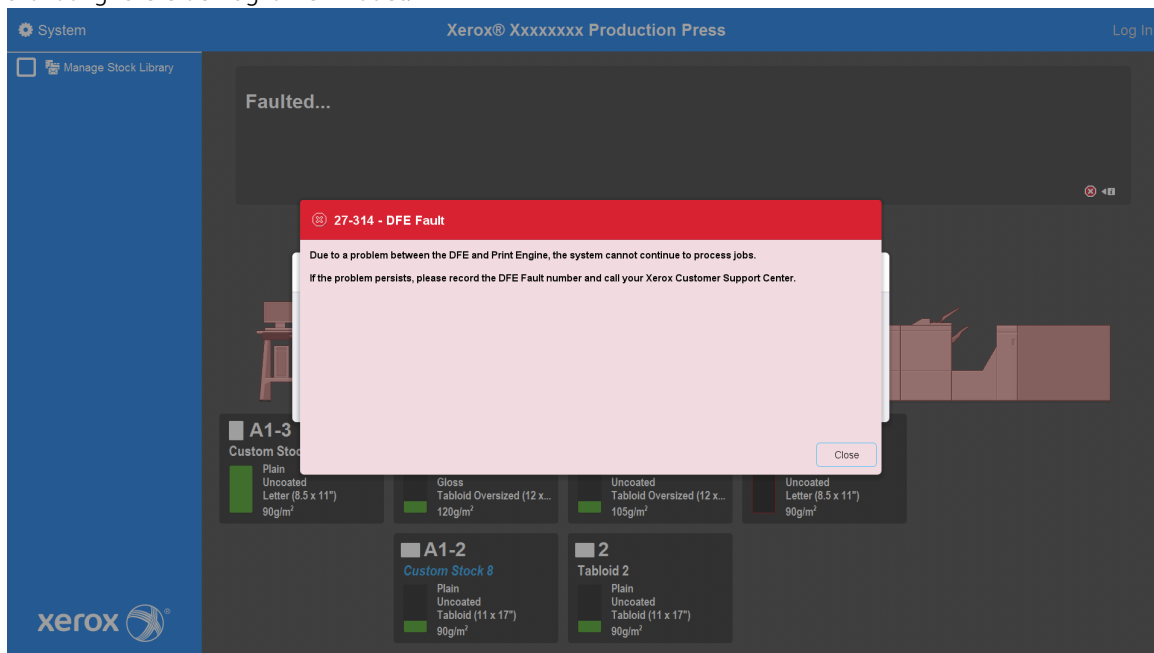 System
Xerox® Xxxxxxxx Production Press
Log In
Manage Stock Library
Faulted...
27-314 - DFE Fault
Due to a problem between the DFE and Print Engine, the system cannot continue to process jobs.
If the problem persists, please record the DFE Fault number and call your Xerox Customer Support Center.
Close
A1-3
Custom Stoc
Plain
Uncoated
Letter (8.5 x 11")
90g/m²
Gloss
Tabloid Oversized (12 x...
120g/m²
Uncoated
Tabloid Oversized (12 x...
105g/m²
Uncoated
Letter (8.5 x 11")
90g/m²
A1-2
Custom Stock 8
Plain
Uncoated
Tabloid (11 x 17")
90g/m²
2
Tabloid 2
Plain
Uncoated
Tabloid (11 x 17")
90g/m²
xerox®